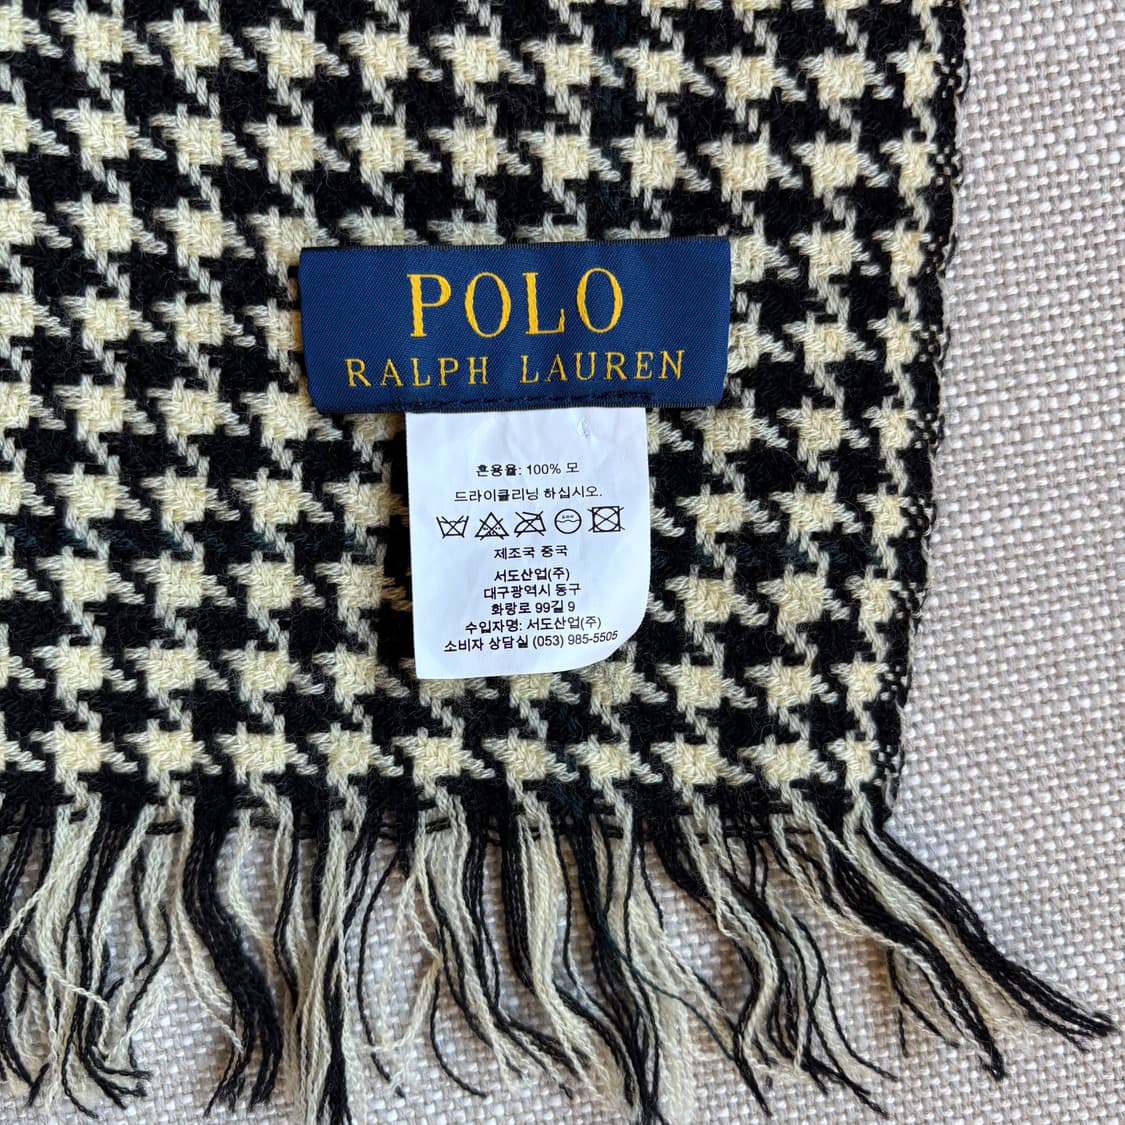 POLO
RALPH LAUREN
혼용율: 100% 모
드라이클리닝 하십시오.
제조국 중국
서도산업(주)
대구광역시 동구
화랑로 99길 9
수입자명: 서도산업(주)
소비자 상담실 (053) 985-5505